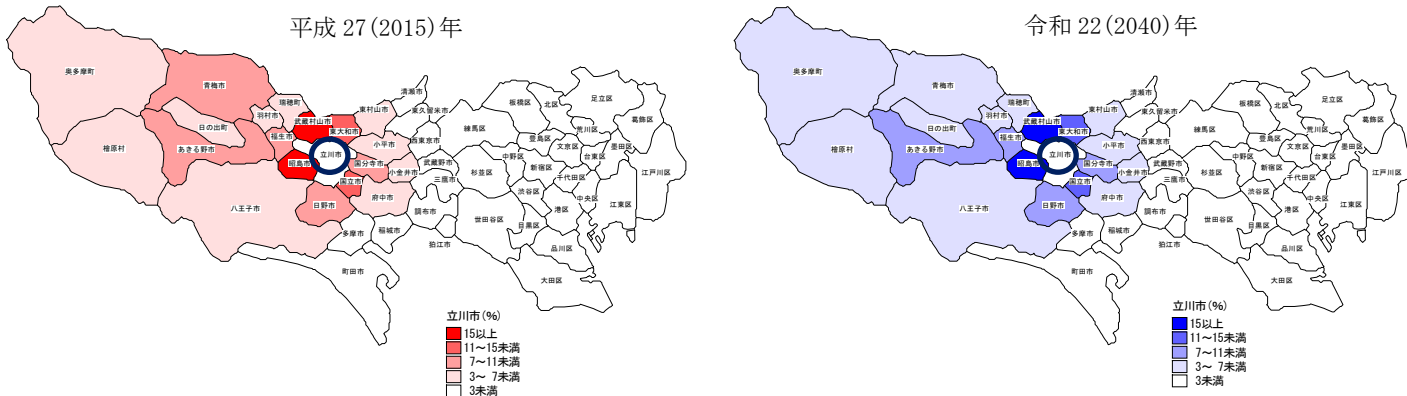 平成 27(2015)年
奥多摩町
青梅市
瑞穂町
羽村市
日の出町
武蔵村山市
東大和市
東村山市
清瀬市
東久留米市
檜原村
あきる野市
福生市
昭島市
立川市
小平市
西東京市
国分寺市
小金井市
武蔵野市
国立市
三鷹市
八王子市
日野市
府中市
調布市
多摩市
稲城市
狛江市
町田市
練馬区
板橋区
北区
足立区
葛飾区
豊島区
荒川区
文京区
台東区
墨田区
中野区
新宿区
杉並区
千代田区
江戸川区
渋谷区
中央区
江東区
港区
世田谷区
目黒区
品川区
大田区
立川市(%)
15以上
11～15未満
7～11未満
3～ 7未満
3未満
令和 22(2040)年
奥多摩町
青梅市
瑞穂町
羽村市
日の出町
武蔵村山市
東大和市
東村山市
清瀬市
東久留米市
檜原村
あきる野市
福生市
昭島市
立川市
小平市
西東京市
国分寺市
小金井市
武蔵野市
国立市
三鷹市
八王子市
日野市
府中市
調布市
多摩市
稲城市
狛江市
町田市
練馬区
板橋区
北区
足立区
葛飾区
豊島区
荒川区
文京区
台東区
墨田区
中野区
新宿区
杉並区
千代田区
江戸川区
渋谷区
中央区
江東区
港区
世田谷区
目黒区
品川区
大田区
立川市(%)
15以上
11～15未満
7～11未満
3～ 7未満
3未満